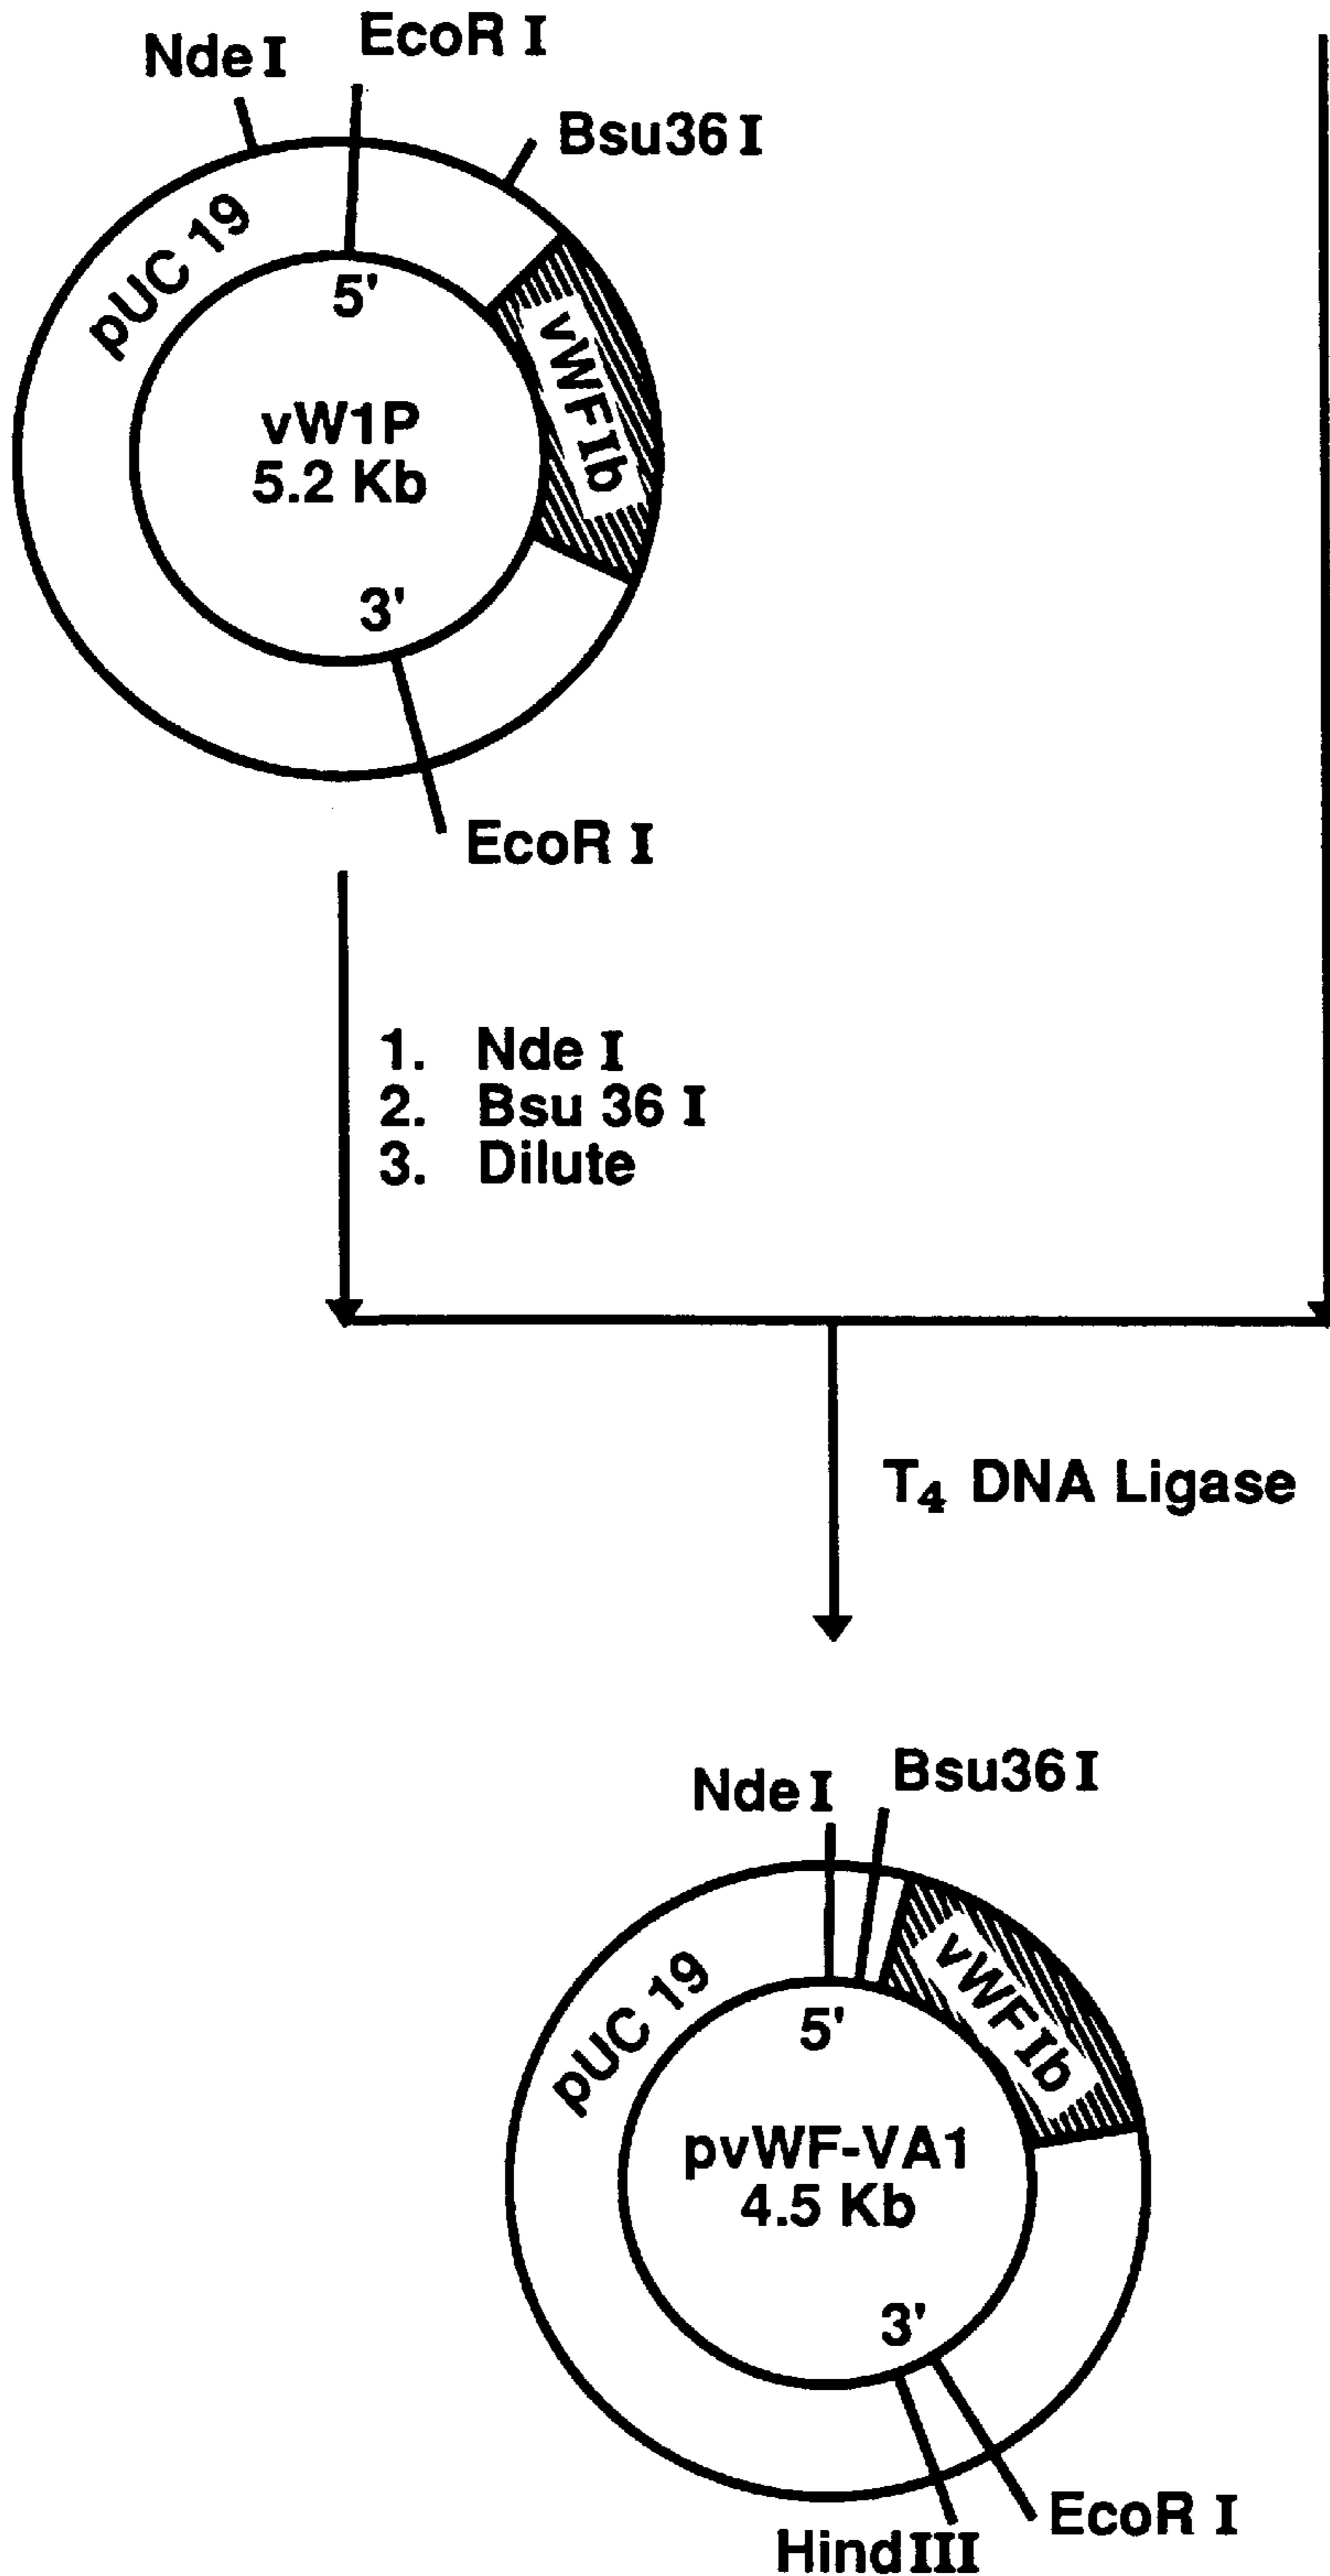 Nde I
EcoR I
Bsu36 I
pUC 19
5'
vWF Ib
vW1P
5.2 Kb
3'
EcoR I
1. Nde I
2. Bsu 36 I
3. Dilute
T4 DNA Ligase
Nde I
Bsu36 I
pUC 19
5'
vWF Ib
pvWF-VA1
4.5 Kb
3'
EcoR I
Hind III